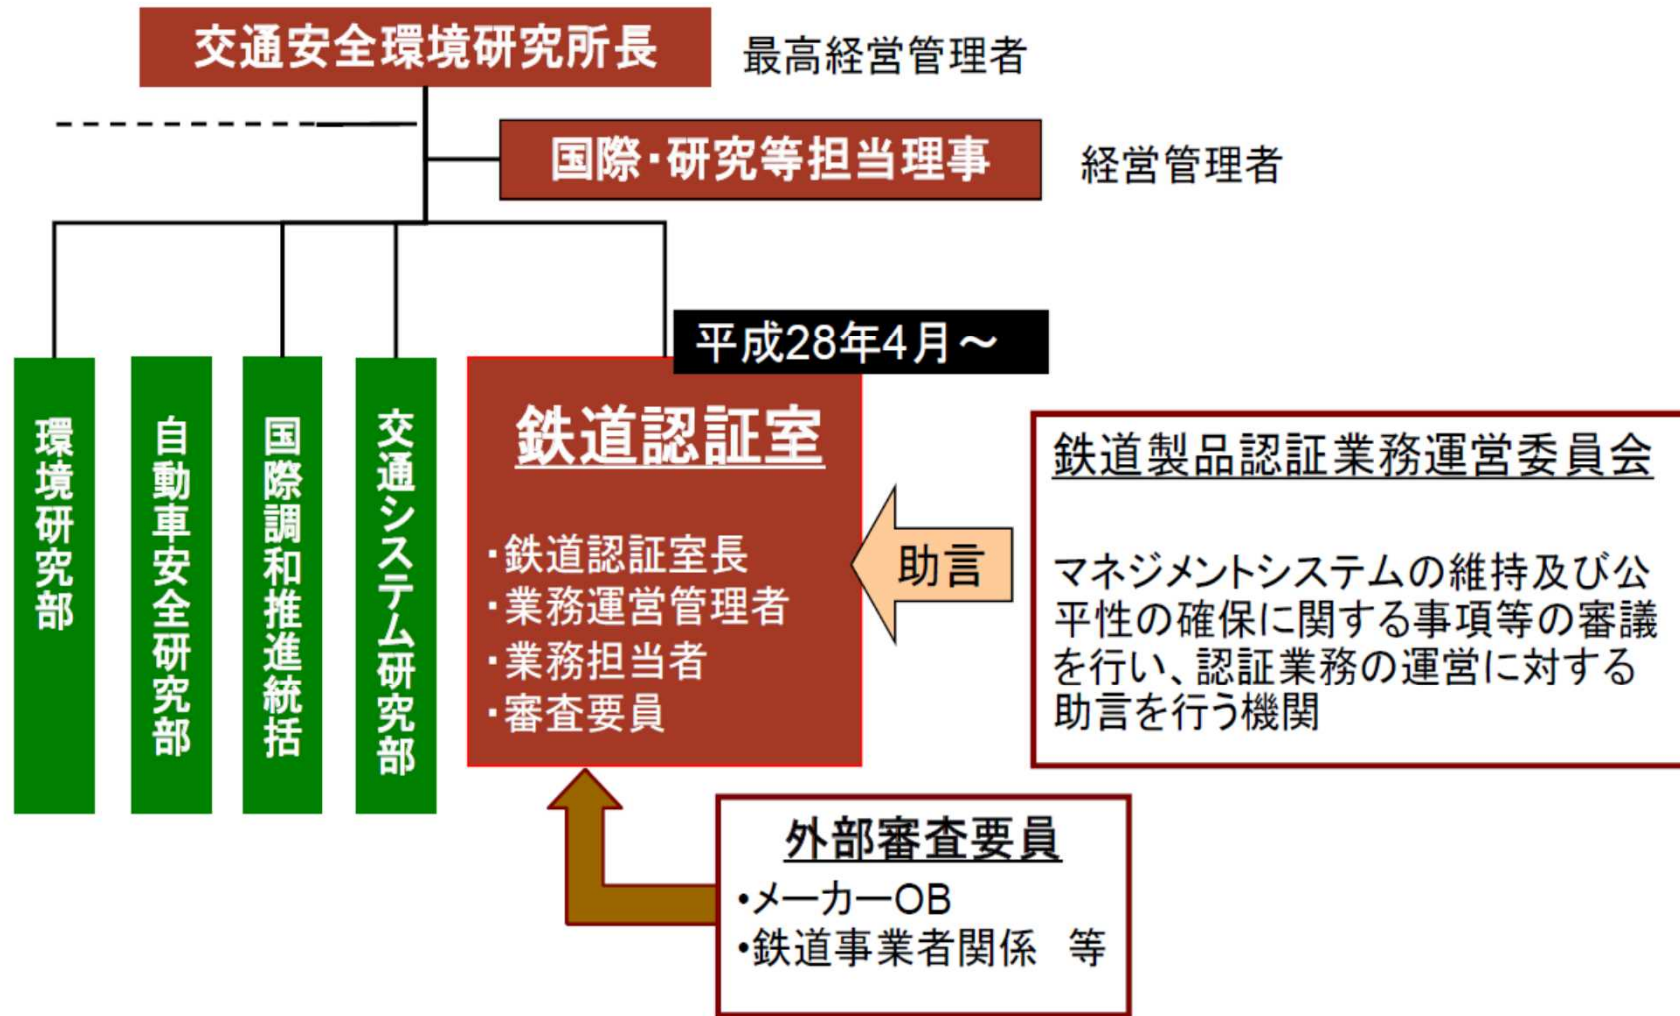 交通安全環境研究所長
最高経営管理者
国際・研究等担当理事
経営管理者
平成28年4月～
環境研究部
自動車安全研究部
国際調和推進統括
交通システム研究部
鉄道認証室
・鉄道認証室長
・業務運営管理者
・業務担当者
・審査要員
助言
鉄道製品認証業務運営委員会
マネジメントシステムの維持及び公
平性の確保に関する事項等の審議
を行い、認証業務の運営に対する
助言を行う機関
外部審査要員
・メーカーOB
・鉄道事業者関係　等